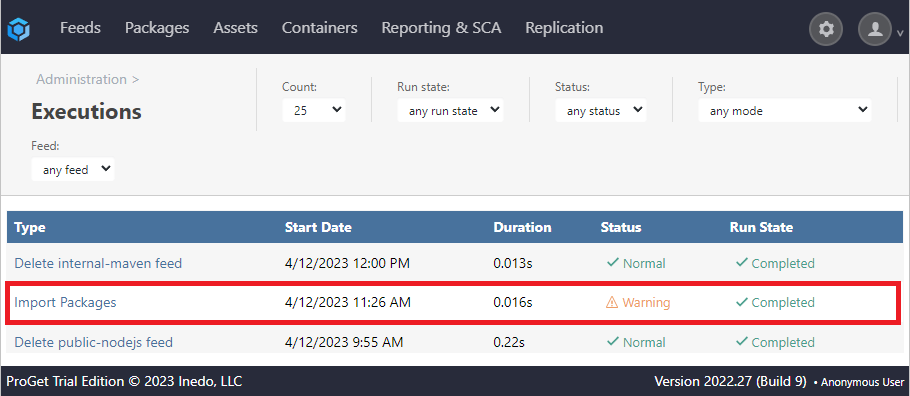 Feeds Packages Assets Containers Reporting & SCA Replication
Administration >
Executions
Count:
25
Run state:
any run state
Status:
any status
Type:
any mode
Feed:
any feed
Type Start Date Duration Status Run State
Delete internal-maven feed 4/12/2023 12:00 PM 0.013s Normal Completed
Import Packages 4/12/2023 11:26 AM 0.016s Warning Completed
Delete public-nodejs feed 4/12/2023 9:55 AM 0.22s Normal Completed
ProGet Trial Edition © 2023 Inedo, LLC Version 2022.27 (Build 9) • Anonymous User